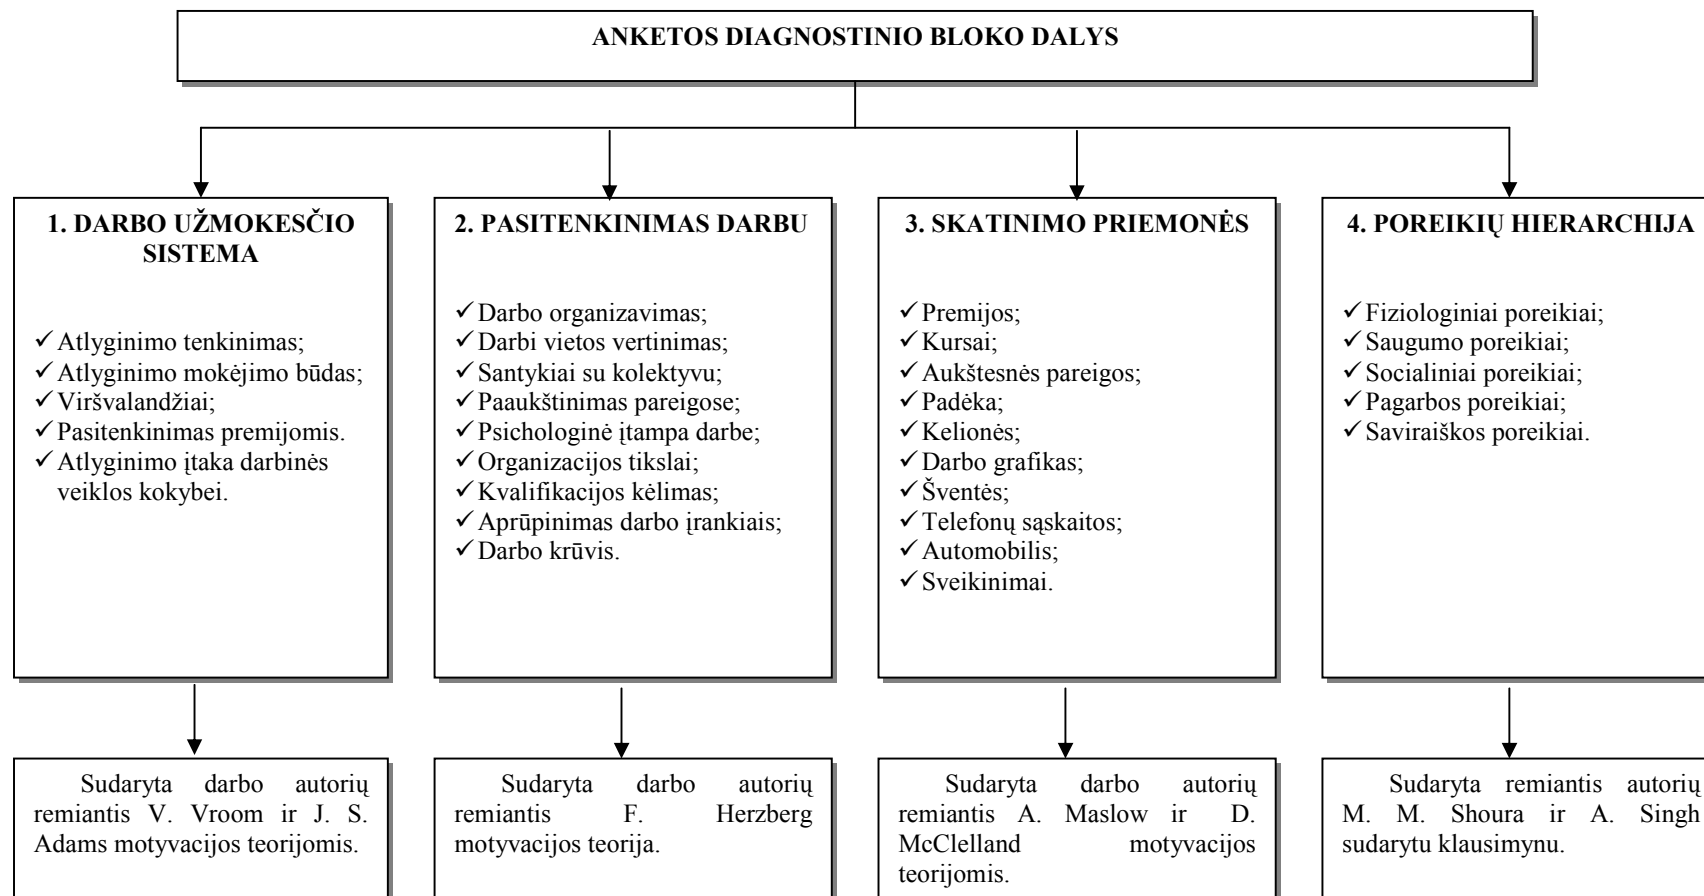 ANKETOS DIAGNOSTINIO BLOKO DALYS
1. DARBO UŽMOKESČIO
SISTEMA
✓Atlyginimo tenkinimas;
✓Atlyginimo mokėjimo būdas;
✓Viršvalandžiai;
✓Pasitenkinimas premijomis.
✓Atlyginimo įtaka darbinės
veiklos kokybei.
2. PASITENKINIMAS DARBU
✓Darbo organizavimas;
✓Darbi vietos vertinimas;
✓Santykiai su kolektyvu;
✓Paaukštinimas pareigose;
✓Psichologinė įtampa darbe;
✓Organizacijos tikslai;
✓Kvalifikacijos kėlimas;
✓Aprūpinimas darbo įrankiais;
✓Darbo krūvis.
3. SKATINIMO PRIEMONĖS
✓Premijos;
✓Kursai;
✓Aukštesnės pareigos;
✓Padėka;
✓Kelionės;
✓Darbo grafikas;
✓Šventės;
✓Telefonų sąskaitos;
✓Automobilis;
✓Sveikinimai.
4. POREIKIŲ HIERARCHIJA
✓Fiziologiniai poreikiai;
✓Saugumo poreikiai;
✓Socialiniai poreikiai;
✓Pagarbos poreikiai;
✓Saviraiškos poreikiai.
Sudaryta darbo autorių
remiantis V. Vroom ir J. S.
Adams motyvacijos teorijomis.
Sudaryta darbo autorių
remiantis F. Herzberg
motyvacijos teorija.
Sudaryta darbo autorių
remiantis A. Maslow ir D.
McClelland motyvacijos
teorijomis.
Sudaryta remiantis autorių
M. M. Shoura ir A. Singh
sudarytu klausimynu.